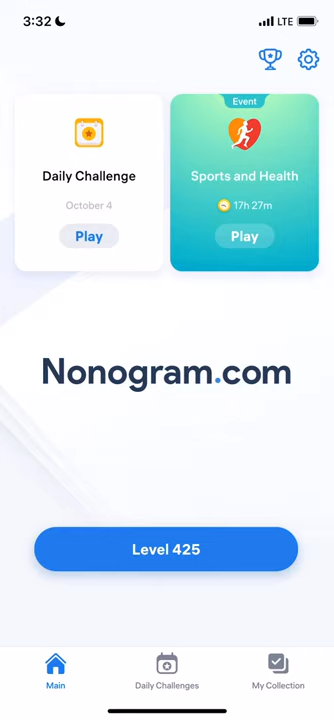 3:32
LTE
Event
Daily Challenge
October 4
Play
Sports and Health
17h 27m
Play
Nonogram.com
Level 425
Main
Daily Challenges
My Collection